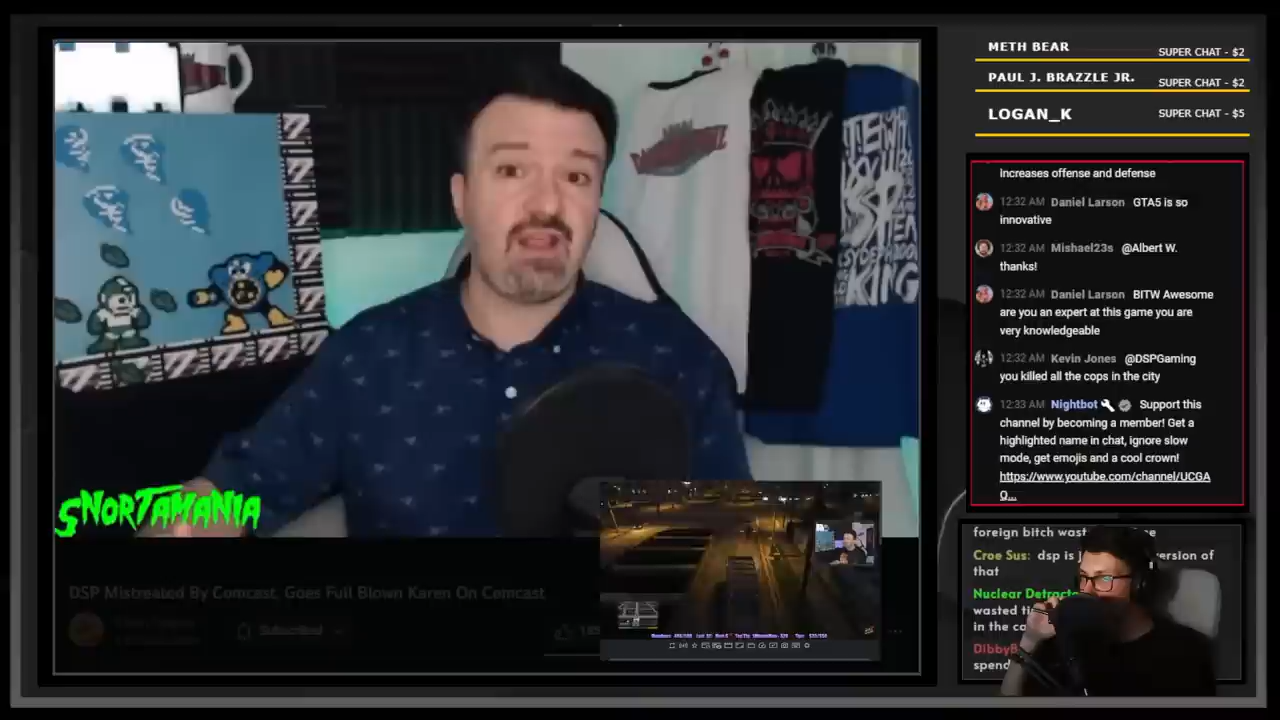 METH BEAR
SUPER CHAT - $2
PAUL J. BRAZZLE JR.
SUPER CHAT - $2
LOGAN_K
SUPER CHAT - $5
Increases offense and defense
12:32 AM Daniel Larson GTA5 is so
innovative
12:32 AM Mishael23s @Albert W.
thanks!
12:32 AM Daniel Larson BITW Awesome
are you an expert at this game you are
very knowledgeable
12:32 AM Kevin Jones @DSPGaming
you killed all the cops in the city
12:33 AM Nightbot Support this
channel by becoming a member! Get a
highlighted name in chat, ignore slow
mode, get emojis and a cool crown!
https://www.youtube.com/channel/UCGA
Q...
SNORTAMANIA
DSP Mistreated By Comcast, Goes Full Blown Karen On Comcast
Subscribed
foreign bitch
Croe Sus: dsp is
version of
that
Nuclear
wasted
in the
spend
KING